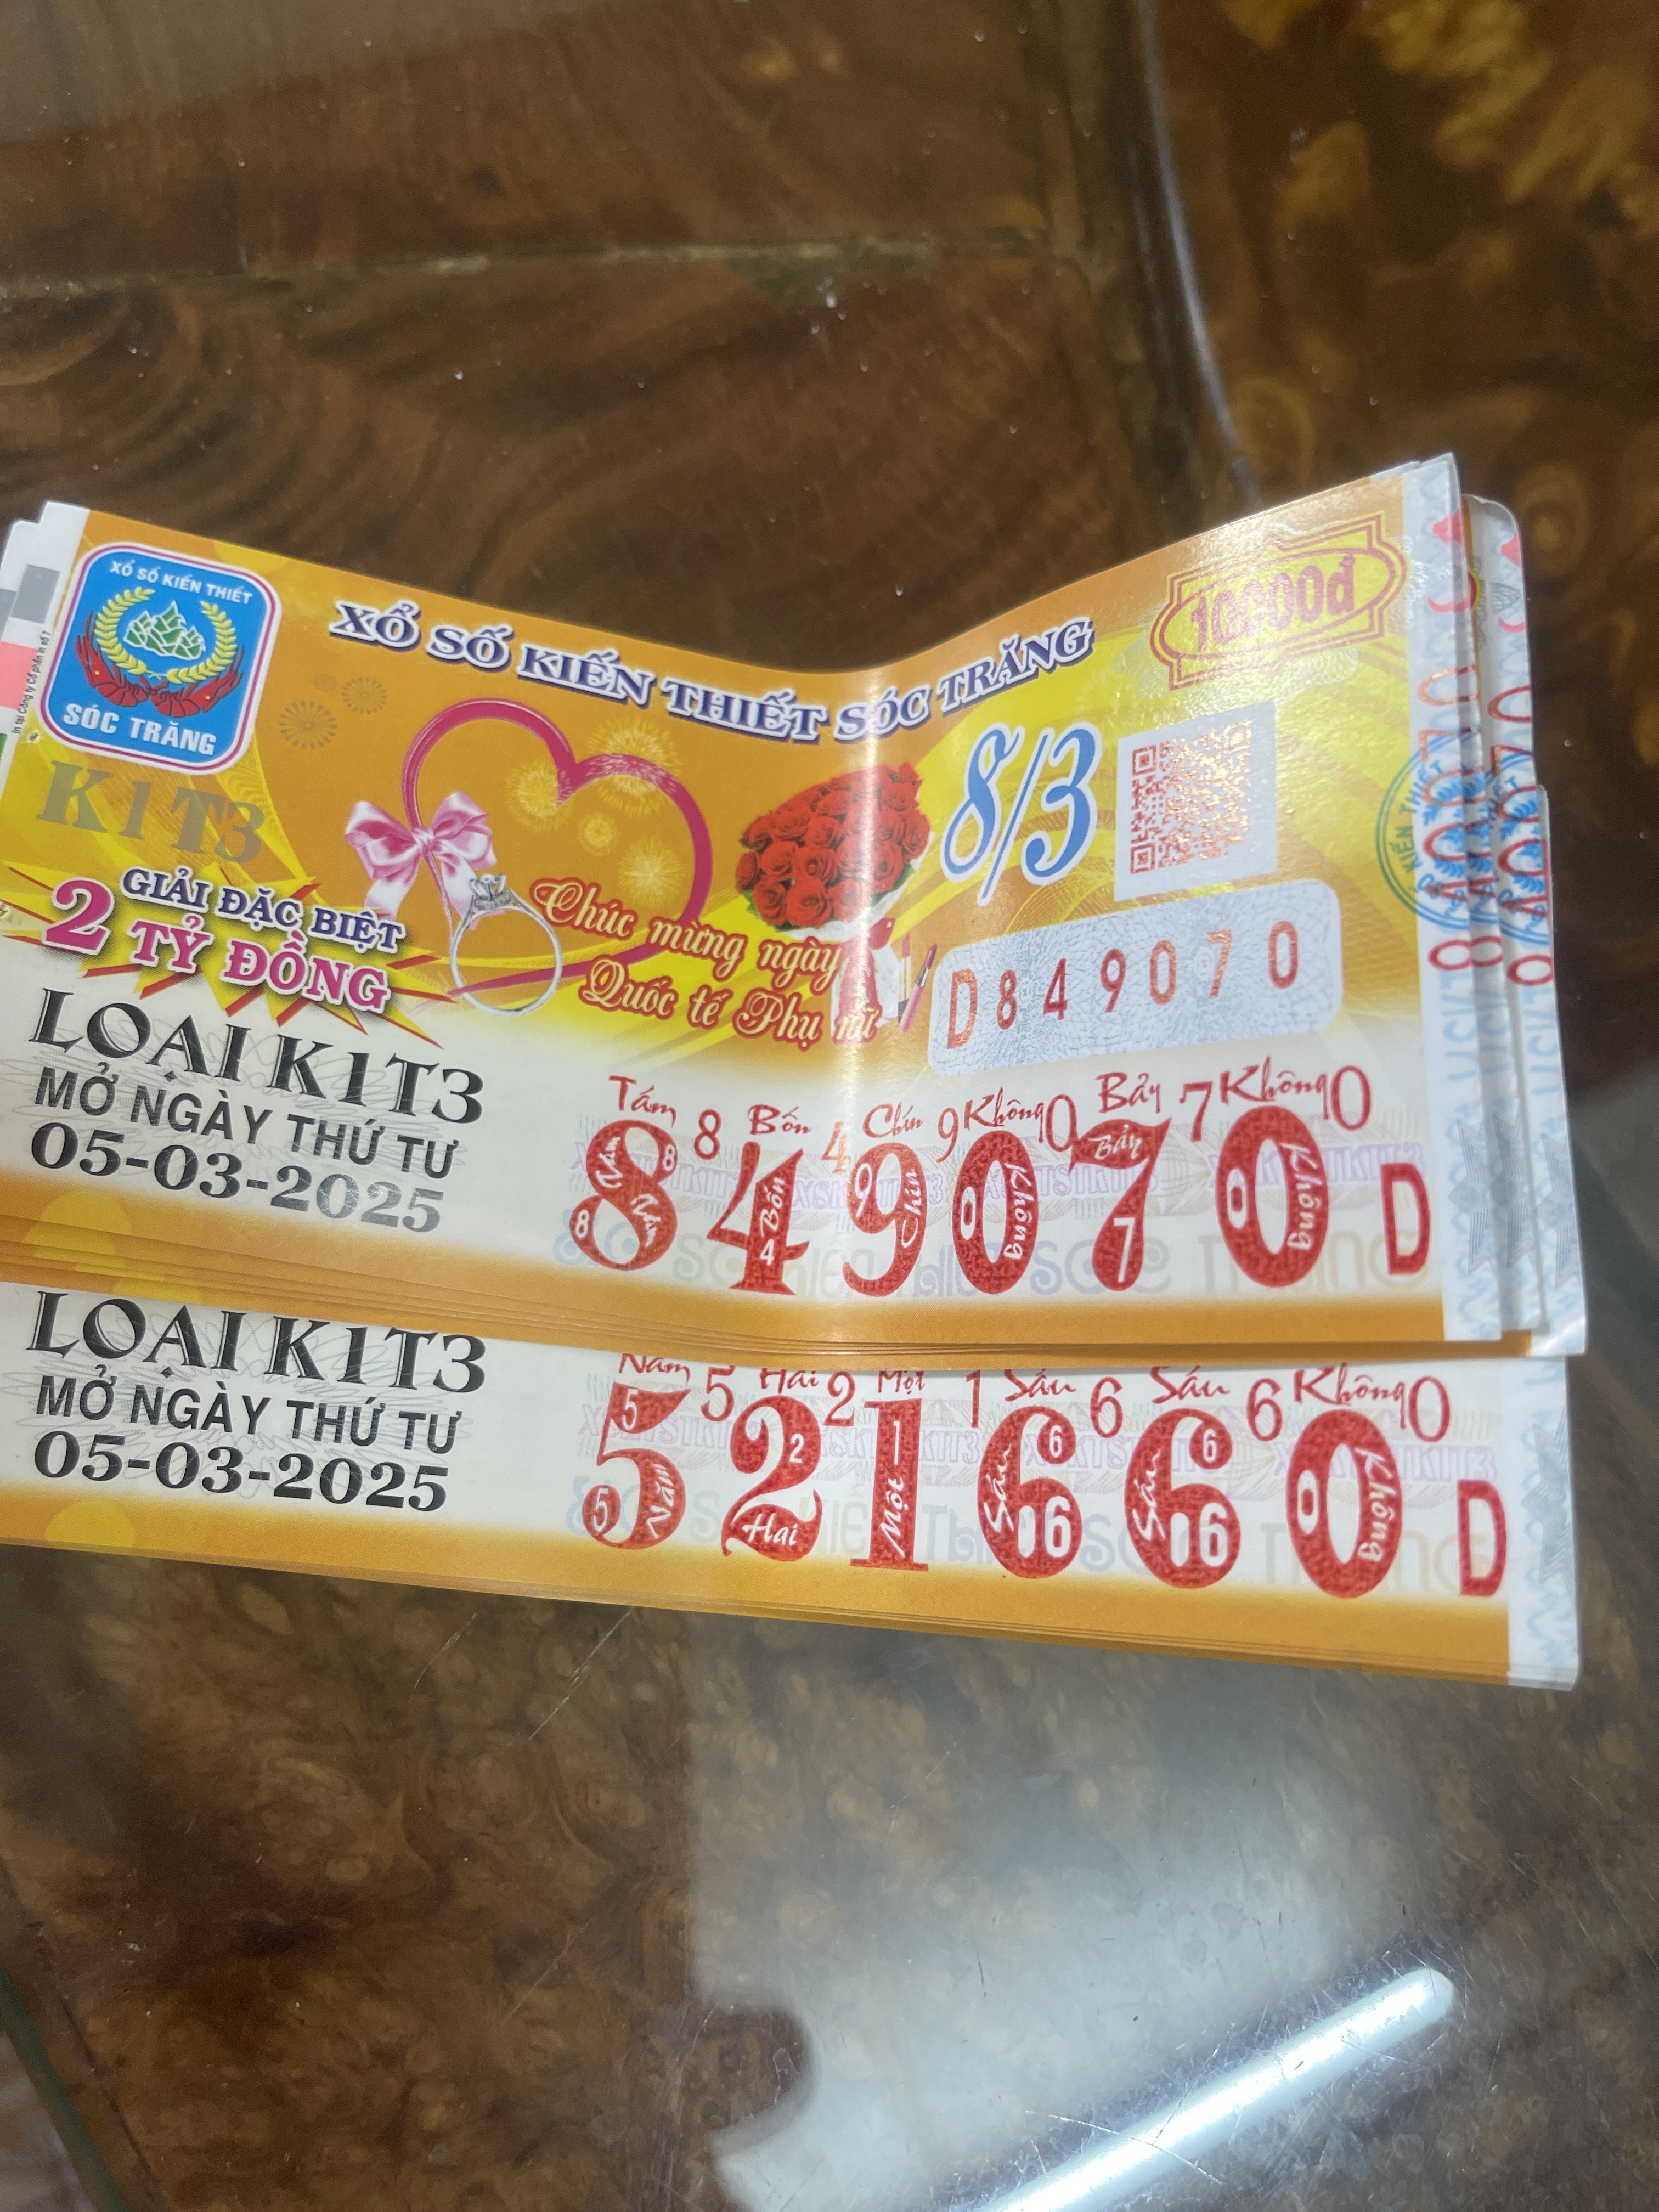 XỔ SỐ KIẾN THIẾT
SÓC TRĂNG
XỔ SỐ KIẾN THIẾT SÓC TRĂNG
10.000đ
K1T3
8/3
GIẢI ĐẶC BIỆT
2 TỶ ĐỒNG
Chúc mừng ngày
Quốc tế Phụ nữ
D849070
LOẠI K1T3
MỞ NGÀY THỨ TƯ
05-03-2025
Tám 8 Bốn 4 Chín 9 Không 0 Bảy 7 Không 0
849070 D
LOẠI K1T3
MỞ NGÀY THỨ TƯ
05-03-2025
Năm 5 Hai 2 Một 1 Sáu 6 Sáu 6 Không 0
521660 D